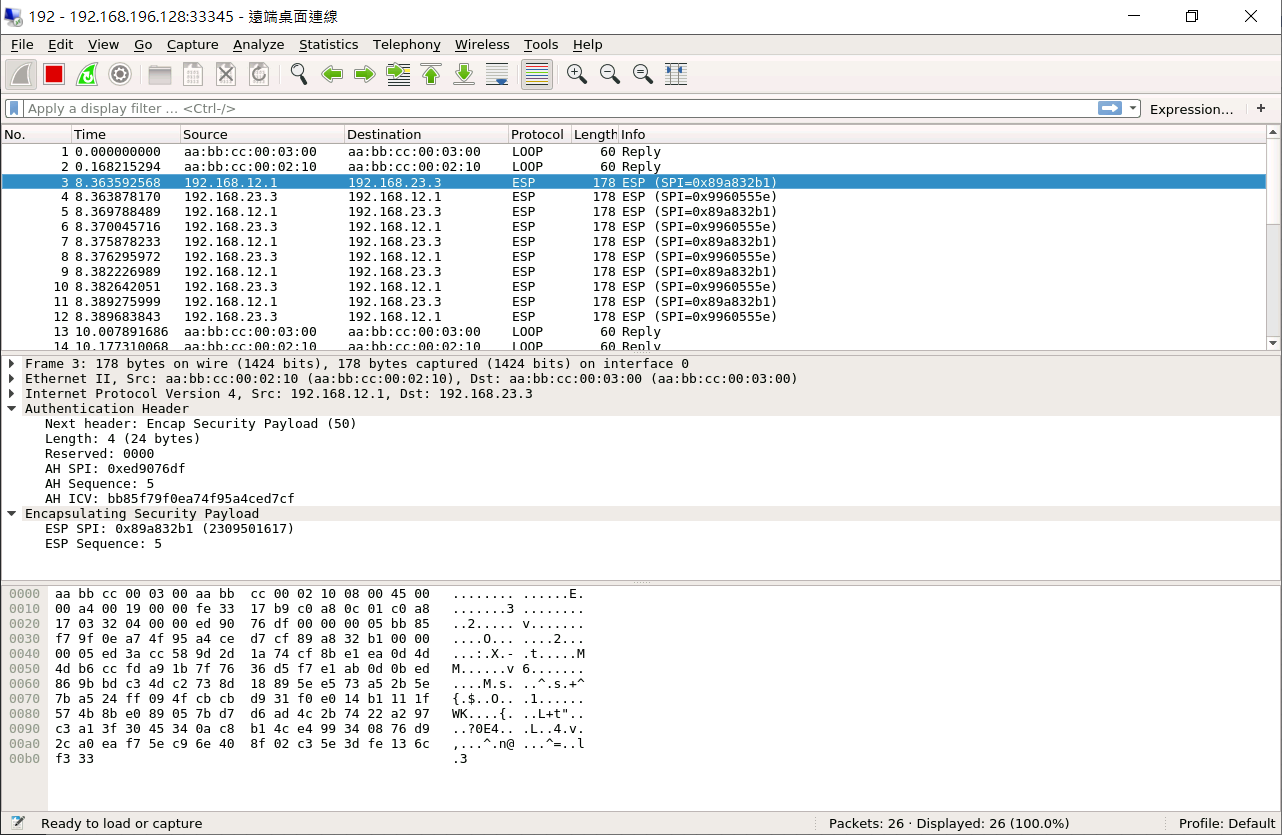 192 - 192.168.196.128:33345 - 遠端桌面連線
File Edit View Go Capture Analyze Statistics Telephony Wireless Tools Help
Apply a display filter … <Ctrl-/> Expression… +
No. Time Source Destination Protocol Length Info
1 0.000000000 aa:bb:cc:00:03:00 aa:bb:cc:00:03:00 LOOP 60 Reply
2 0.168215294 aa:bb:cc:00:02:10 aa:bb:cc:00:02:10 LOOP 60 Reply
3 8.363592568 192.168.12.1 192.168.23.3 ESP 178 ESP (SPI=0x89a832b1)
4 8.363878170 192.168.23.3 192.168.12.1 ESP 178 ESP (SPI=0x9960555e)
5 8.369788489 192.168.12.1 192.168.23.3 ESP 178 ESP (SPI=0x89a832b1)
6 8.370045716 192.168.23.3 192.168.12.1 ESP 178 ESP (SPI=0x9960555e)
7 8.375878233 192.168.12.1 192.168.23.3 ESP 178 ESP (SPI=0x89a832b1)
8 8.376295972 192.168.23.3 192.168.12.1 ESP 178 ESP (SPI=0x9960555e)
9 8.382226989 192.168.12.1 192.168.23.3 ESP 178 ESP (SPI=0x89a832b1)
10 8.382642051 192.168.23.3 192.168.12.1 ESP 178 ESP (SPI=0x9960555e)
11 8.389275999 192.168.12.1 192.168.23.3 ESP 178 ESP (SPI=0x89a832b1)
12 8.389683843 192.168.23.3 192.168.12.1 ESP 178 ESP (SPI=0x9960555e)
13 10.007891686 aa:bb:cc:00:03:00 aa:bb:cc:00:03:00 LOOP 60 Reply
14 10.177310068 aa:bb:cc:00:02:10 aa:bb:cc:00:02:10 LOOP 60 Reply
Frame 3: 178 bytes on wire (1424 bits), 178 bytes captured (1424 bits) on interface 0
Ethernet II, Src: aa:bb:cc:00:02:10 (aa:bb:cc:00:02:10), Dst: aa:bb:cc:00:03:00 (aa:bb:cc:00:03:00)
Internet Protocol Version 4, Src: 192.168.12.1, Dst: 192.168.23.3
Authentication Header
Next header: Encap Security Payload (50)
Length: 4 (24 bytes)
Reserved: 0000
AH SPI: 0xed9076df
AH Sequence: 5
AH ICV: bb85f79f0ea74f95a4ced7cf
Encapsulating Security Payload
ESP SPI: 0x89a832b1 (2309501617)
ESP Sequence: 5
0000 aa bb cc 00 03 00 aa bb cc 00 02 10 08 00 45 00 ........ ......E.
0010 00 a4 00 19 00 00 fe 33 17 b9 c0 a8 0c 01 c0 a8 .......3 ........
0020 17 03 32 04 00 00 ed 90 76 df 00 00 00 05 bb 85 ..2..... v.......
0030 f7 9f 0e a7 4f 95 a4 ce d7 cf 89 a8 32 b1 00 00 ....O... ....2...
0040 00 05 ed 3a cc 58 9d 2d 1a 74 cf 8b e1 ea 0d 4d ...:.X.- .t.....M
0050 4d b6 cc fd a9 1b 7f 76 36 d5 f7 e1 ab 0d 0b ed M......v 6.......
0060 86 9b bd c3 4d c2 73 8d 18 89 5e e5 73 a5 2b 5e ....M.s. ..^.s.+^
0070 7b a5 24 ff 09 4f cb cb d9 31 f0 e0 14 b1 11 1f {.$..O.. .1......
0080 57 4b 8b e0 89 05 7b d7 d6 ad 4c 2b 74 22 a2 97 WK....{. ..L+t"..
0090 c3 a1 3f 30 45 34 0a c8 b1 4c e4 99 34 08 76 d9 ..?0E4.. .L..4.v.
00a0 2c a0 ea f7 5e c9 6e 40 8f 02 c3 5e 3d fe 13 6c ,...^.n@ ...^=..l
00b0 f3 33 .3
Ready to load or capture Packets: 26 · Displayed: 26 (100.0%) Profile: Default